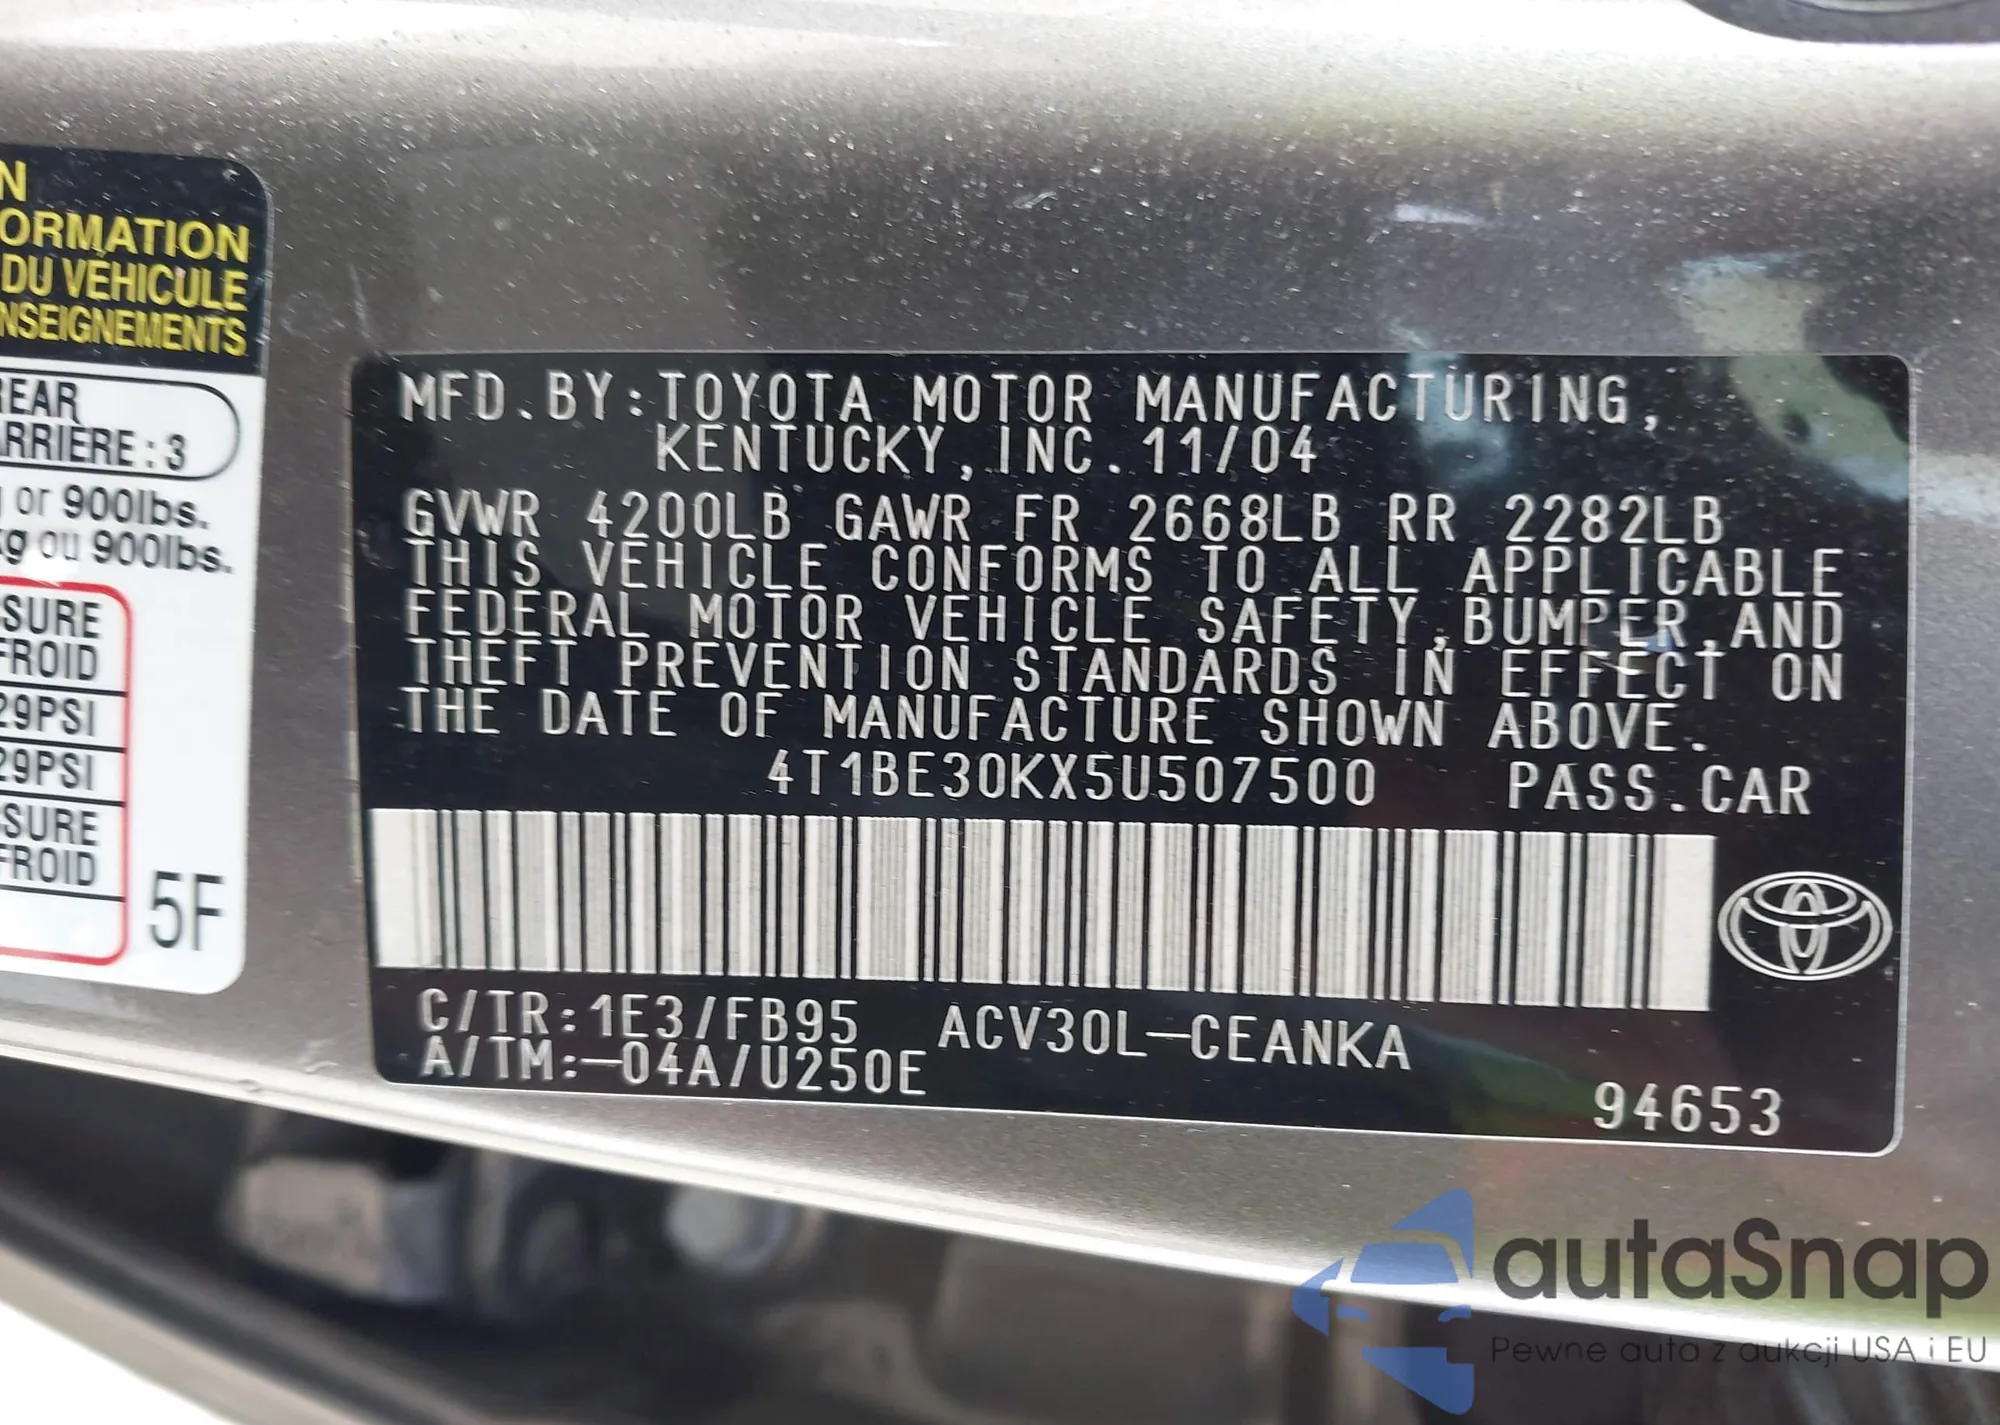 N
ORMATION
DU VÉHICULE
NSEIGNEMENTS
REAR
ARRIÈRE : 3
or 900lbs.
kg ou 900lbs.
SURE
FROID
29PSI
29PSI
SURE
FROID
5F
MFD.BY:TOYOTA MOTOR MANUFACTURING,
KENTUCKY,INC.11/04
GVWR 4200LB GAWR FR 2668LB RR 2282LB
THIS VEHICLE CONFORMS TO ALL APPLICABLE
FEDERAL MOTOR VEHICLE SAFETY,BUMPER,AND
THEFT PREVENTION STANDARDS IN EFFECT ON
THE DATE OF MANUFACTURE SHOWN ABOVE.
4T1BE30KX5U507500 PASS.CAR
C/TR:1E3/FB95 ACV30L-CEANKA
A/TM:-04A/U250E
94653
autaSnap
Pewne auto z aukcji USA i EU